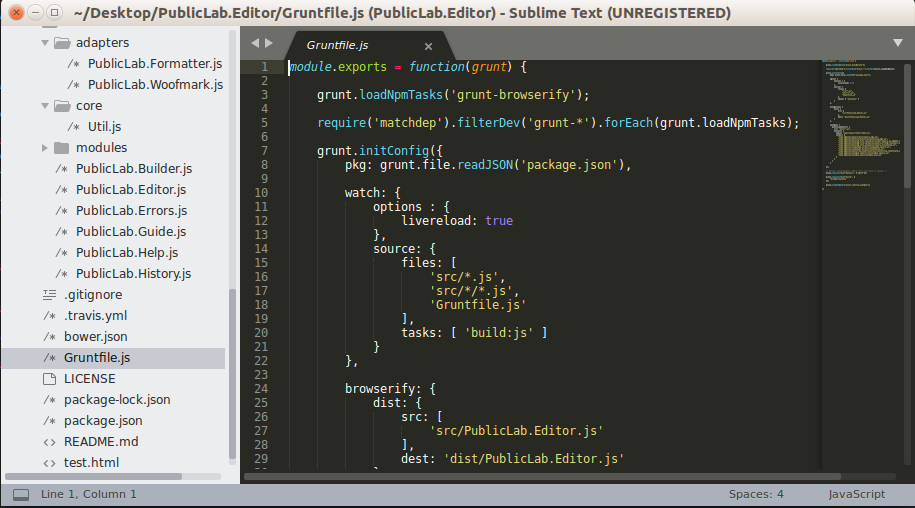 ~/Desktop/PublicLab.Editor/Gruntfile.js (PublicLab.Editor) - Sublime Text (UNREGISTERED)
adapters
/* PublicLab.Formatter.js
/* PublicLab.Woofmark.js
core
/* Util.js
modules
/* PublicLab.Builder.js
/* PublicLab.Editor.js
/* PublicLab.Errors.js
/* PublicLab.Guide.js
/* PublicLab.Help.js
/* PublicLab.History.js
.gitignore
/* .travis.yml
/* bower.json
/* Gruntfile.js
LICENSE
/* package-lock.json
/* package.json
<> README.md
<> test.html
Gruntfile.js ×
1 module.exports = function(grunt) {
2
3     grunt.loadNpmTasks('grunt-browserify');
4
5     require('matchdep').filterDev('grunt-*').forEach(grunt.loadNpmTasks);
6
7     grunt.initConfig({
8         pkg: grunt.file.readJSON('package.json'),
9
10         watch: {
11             options : {
12                 livereload: true
13             },
14             source: {
15                 files: [
16                     'src/*.js',
17                     'src/*/*.js',
18                     'Gruntfile.js'
19                 ],
20                 tasks: [ 'build:js' ]
21             }
22         },
23
24         browserify: {
25             dist: {
26                 src: [
27                     'src/PublicLab.Editor.js'
28                 ],
29                 dest: 'dist/PublicLab.Editor.js'
Line 1, Column 1
Spaces: 4
JavaScript